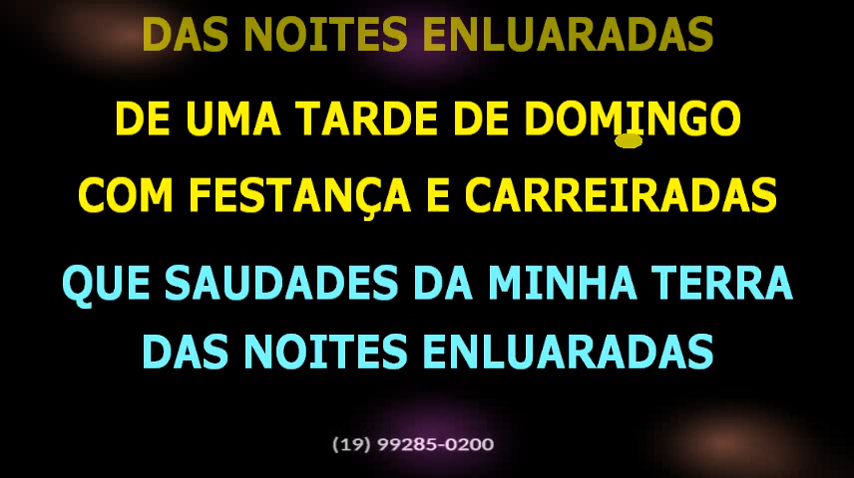 DAS NOITES ENLUARADAS
DE UMA TARDE DE DOMINGO
COM FESTANÇA E CARREIRADAS
QUE SAUDADES DA MINHA TERRA
DAS NOITES ENLUARADAS
(19) 99285-0200